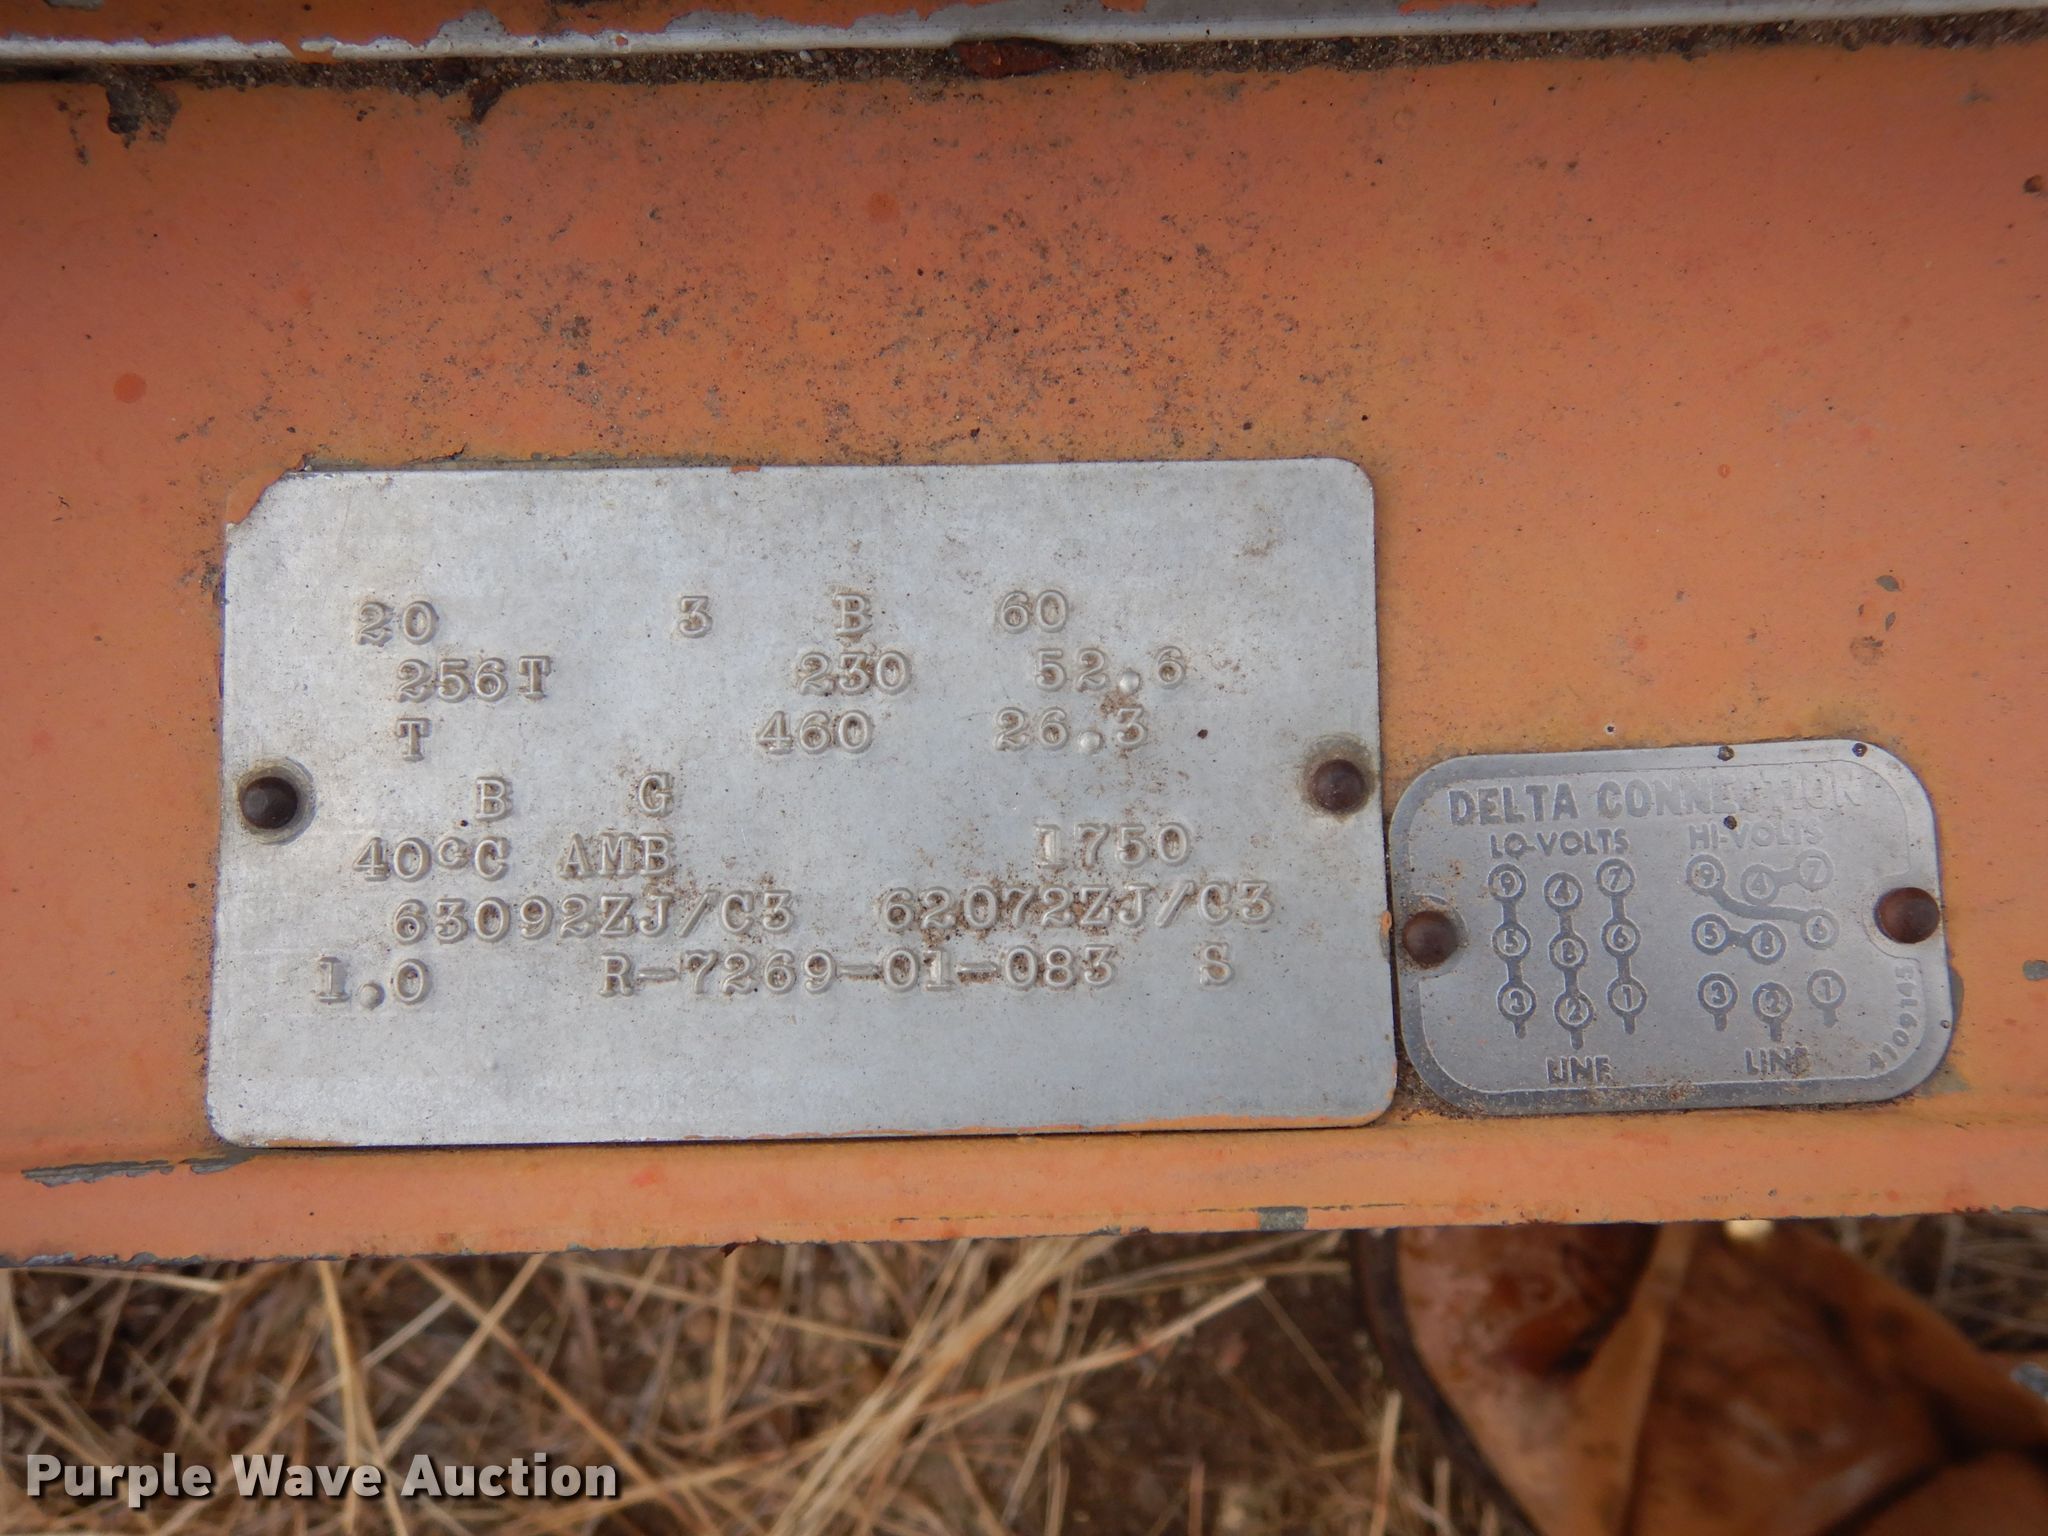 20 3 B 60
256T 230 52.6
T 460 26.3
B G
40°C AMB 1750
63092ZJ/C3 62072ZJ/C3
1.0 R-7269-01-083 S
DELTA CONNECTION
LO-VOLTS HI-VOLTS
9 4 7 9 4 7
5 8 6 5 8 6
3 2 1 3 2 1
LINE LINE
4109145
Purple Wave Auction